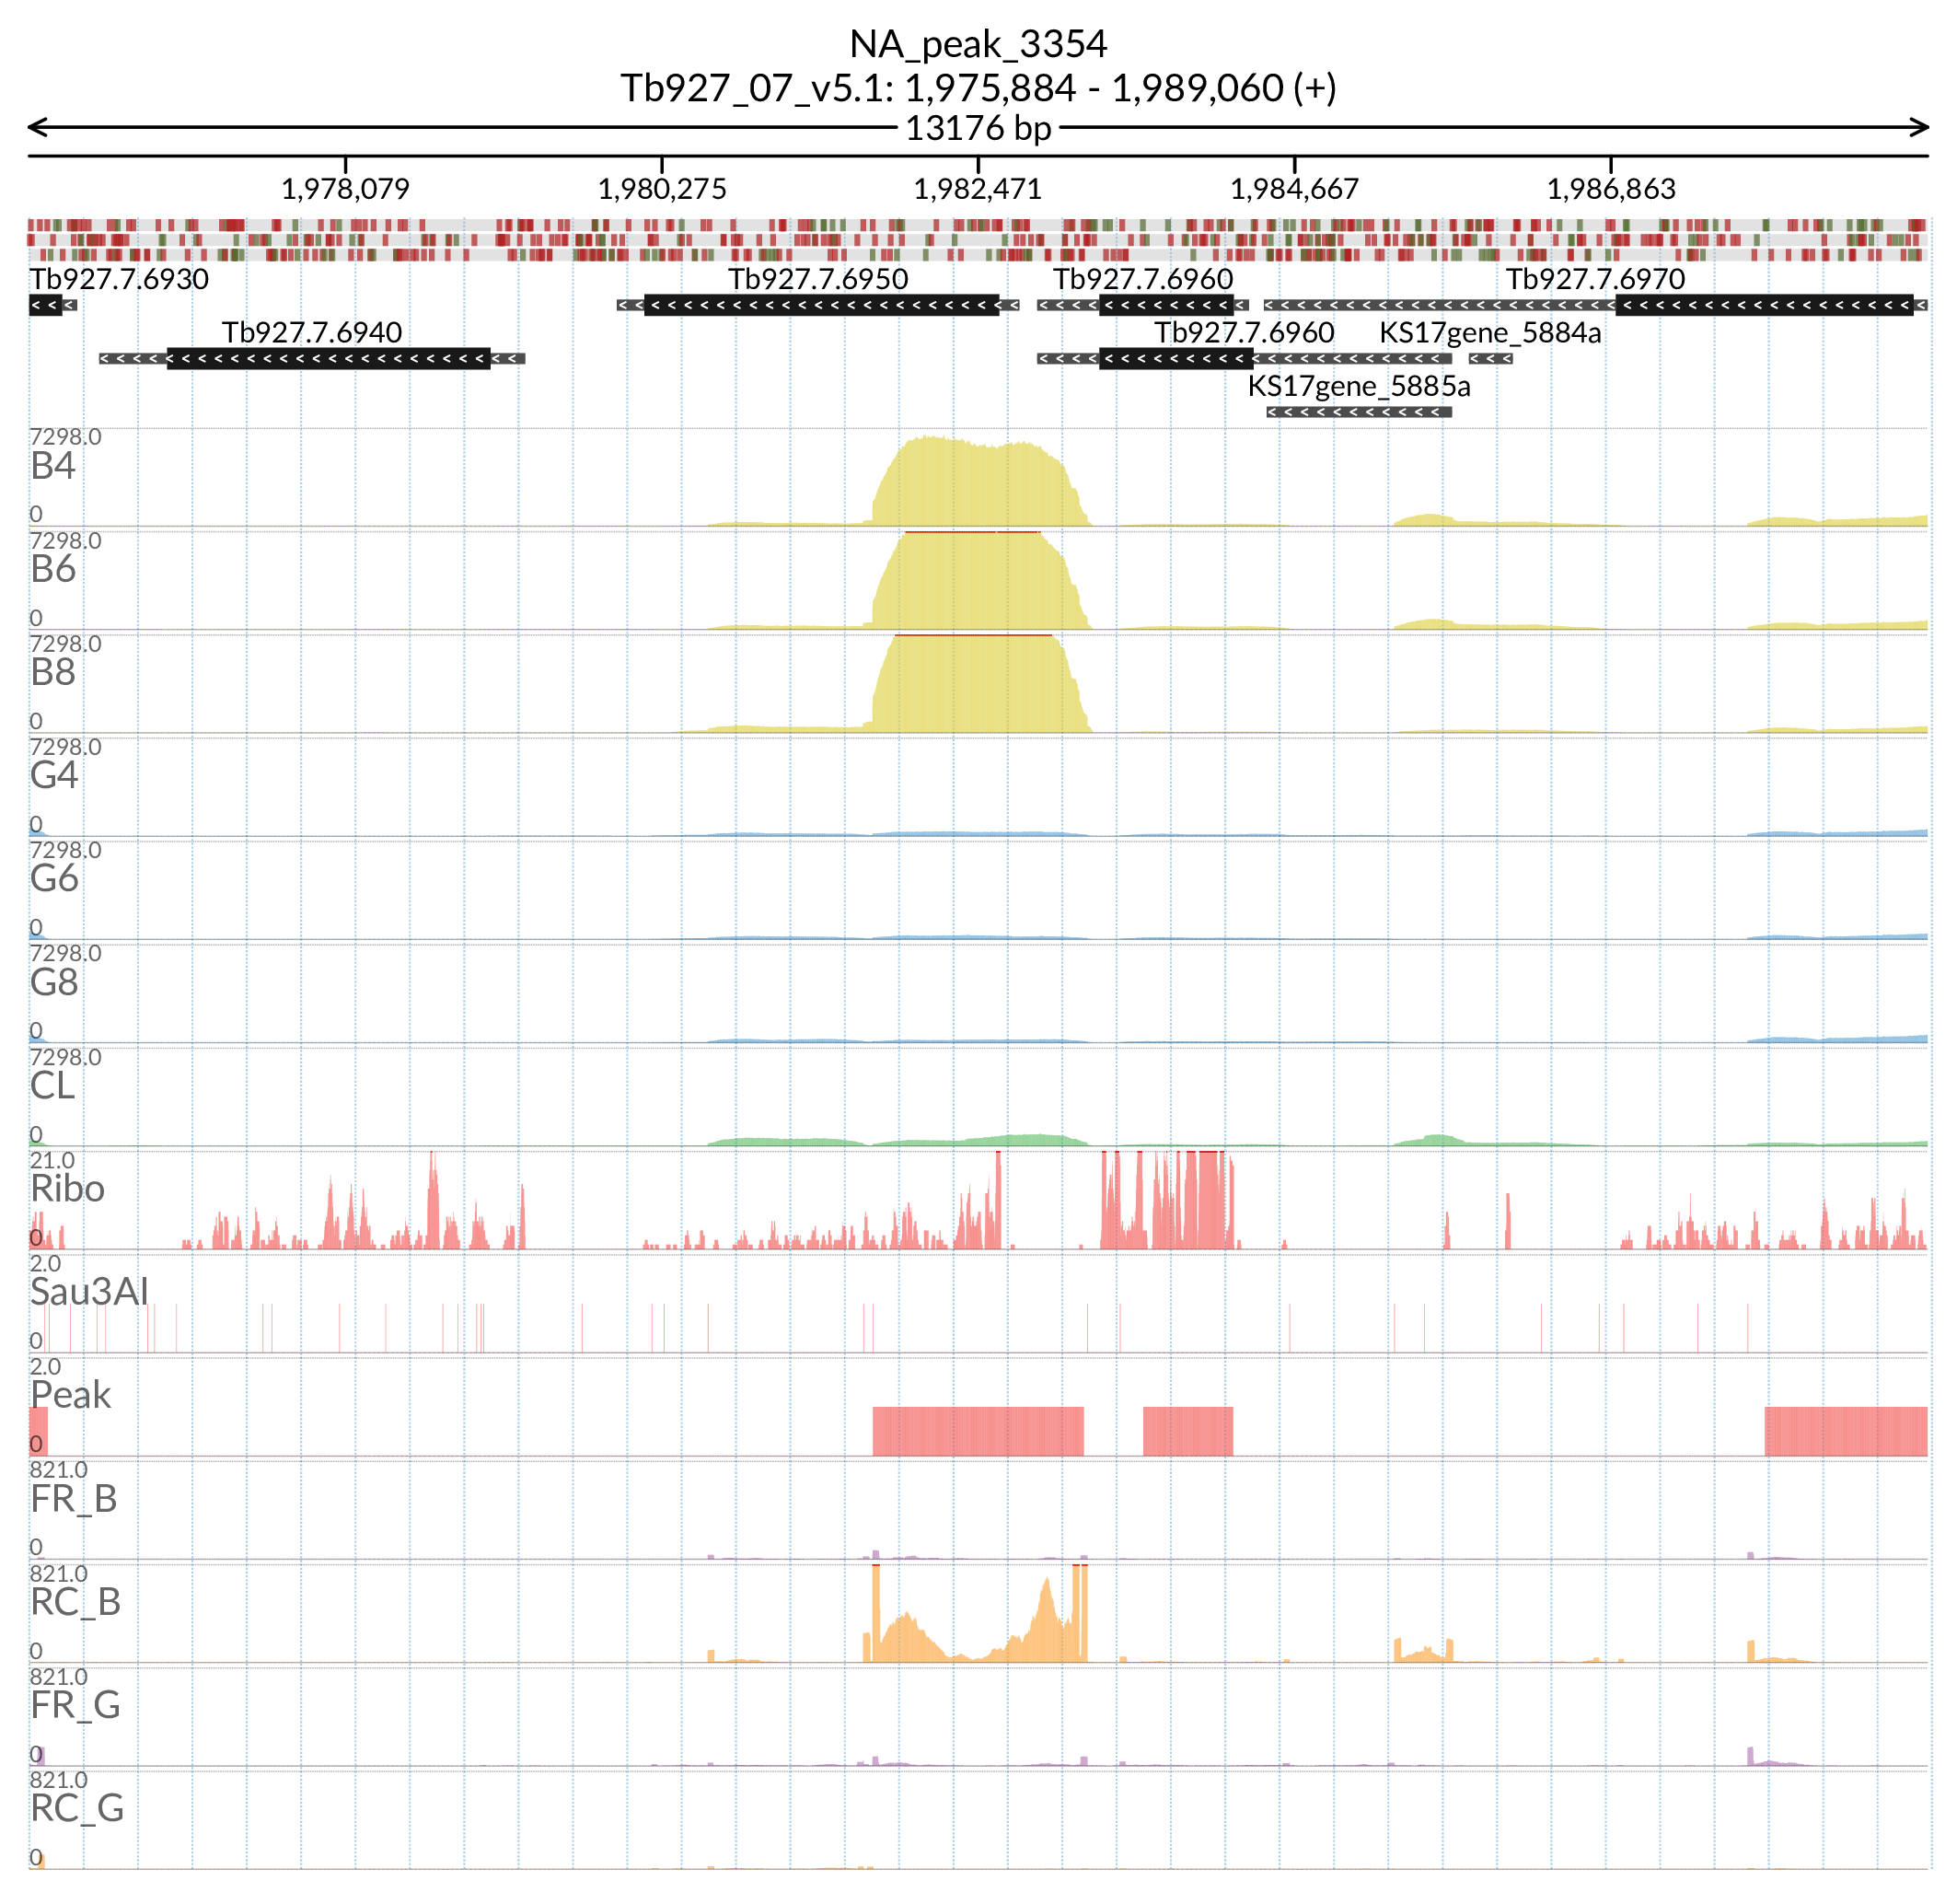 NA_peak_3354
Tb927_07_v5.1: 1,975,884 - 1,989,060 (+)
13176 bp
1,978,079 1,980,275 1,982,471 1,984,667 1,986,863
Tb927.7.6930 Tb927.7.6950 Tb927.7.6960 Tb927.7.6970
Tb927.7.6940 Tb927.7.6960 KS17gene_5884a
KS17gene_5885a
7298.0
B4
0
7298.0
B6
0
7298.0
B8
0
7298.0
G4
0
7298.0
G6
0
7298.0
G8
0
7298.0
CL
0
21.0
Ribo
0
2.0
Sau3AI
0
2.0
Peak
0
821.0
FR_B
0
821.0
RC_B
0
821.0
FR_G
0
821.0
RC_G
0